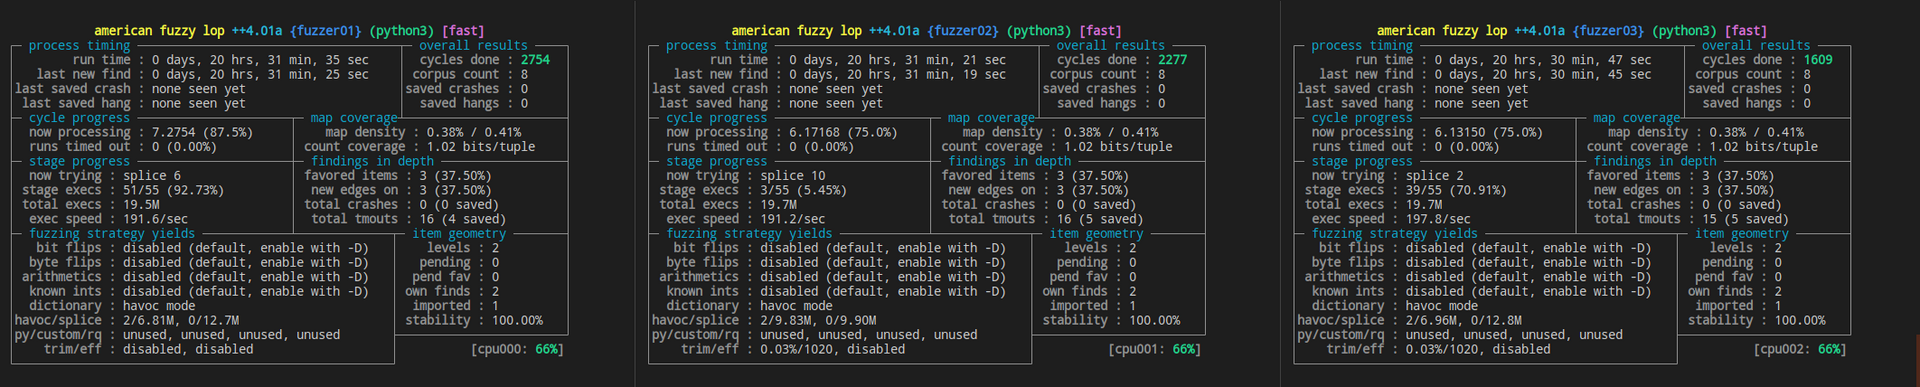 american fuzzy lop ++4.01a {fuzzer01} (python3) [fast]
process timing overall results
run time : 0 days, 20 hrs, 31 min, 35 sec cycles done : 2754
last new find : 0 days, 20 hrs, 31 min, 25 sec corpus count : 8
last saved crash : none seen yet saved crashes : 0
last saved hang : none seen yet saved hangs : 0
cycle progress map coverage
now processing : 7.2754 (87.5%) map density : 0.38% / 0.41%
runs timed out : 0 (0.00%) count coverage : 1.02 bits/tuple
stage progress findings in depth
now trying : splice 6 favored items : 3 (37.50%)
stage execs : 51/55 (92.73%) new edges on : 3 (37.50%)
total execs : 19.5M total crashes : 0 (0 saved)
exec speed : 191.6/sec total tmouts : 16 (4 saved)
fuzzing strategy yields item geometry
bit flips : disabled (default, enable with -D) levels : 2
byte flips : disabled (default, enable with -D) pending : 0
arithmetics : disabled (default, enable with -D) pend fav : 0
known ints : disabled (default, enable with -D) own finds : 2
dictionary : havoc mode imported : 1
havoc/splice : 2/6.81M, 0/12.7M stability : 100.00%
py/custom/rq : unused, unused, unused, unused
trim/eff : disabled, disabled [cpu000: 66%]
american fuzzy lop ++4.01a {fuzzer02} (python3) [fast]
process timing overall results
run time : 0 days, 20 hrs, 31 min, 21 sec cycles done : 2277
last new find : 0 days, 20 hrs, 31 min, 19 sec corpus count : 8
last saved crash : none seen yet saved crashes : 0
last saved hang : none seen yet saved hangs : 0
cycle progress map coverage
now processing : 6.17168 (75.0%) map density : 0.38% / 0.41%
runs timed out : 0 (0.00%) count coverage : 1.02 bits/tuple
stage progress findings in depth
now trying : splice 10 favored items : 3 (37.50%)
stage execs : 3/55 (5.45%) new edges on : 3 (37.50%)
total execs : 19.7M total crashes : 0 (0 saved)
exec speed : 191.2/sec total tmouts : 16 (5 saved)
fuzzing strategy yields item geometry
bit flips : disabled (default, enable with -D) levels : 2
byte flips : disabled (default, enable with -D) pending : 0
arithmetics : disabled (default, enable with -D) pend fav : 0
known ints : disabled (default, enable with -D) own finds : 2
dictionary : havoc mode imported : 1
havoc/splice : 2/9.83M, 0/9.90M stability : 100.00%
py/custom/rq : unused, unused, unused, unused
trim/eff : 0.03%/1020, disabled [cpu001: 66%]
american fuzzy lop ++4.01a {fuzzer03} (python3) [fast]
process timing overall results
run time : 0 days, 20 hrs, 30 min, 47 sec cycles done : 1609
last new find : 0 days, 20 hrs, 30 min, 45 sec corpus count : 8
last saved crash : none seen yet saved crashes : 0
last saved hang : none seen yet saved hangs : 0
cycle progress map coverage
now processing : 6.13150 (75.0%) map density : 0.38% / 0.41%
runs timed out : 0 (0.00%) count coverage : 1.02 bits/tuple
stage progress findings in depth
now trying : splice 2 favored items : 3 (37.50%)
stage execs : 39/55 (70.91%) new edges on : 3 (37.50%)
total execs : 19.7M total crashes : 0 (0 saved)
exec speed : 197.8/sec total tmouts : 15 (5 saved)
fuzzing strategy yields item geometry
bit flips : disabled (default, enable with -D) levels : 2
byte flips : disabled (default, enable with -D) pending : 0
arithmetics : disabled (default, enable with -D) pend fav : 0
known ints : disabled (default, enable with -D) own finds : 2
dictionary : havoc mode imported : 1
havoc/splice : 2/6.96M, 0/12.8M stability : 100.00%
py/custom/rq : unused, unused, unused, unused
trim/eff : 0.03%/1020, disabled [cpu002: 66%]